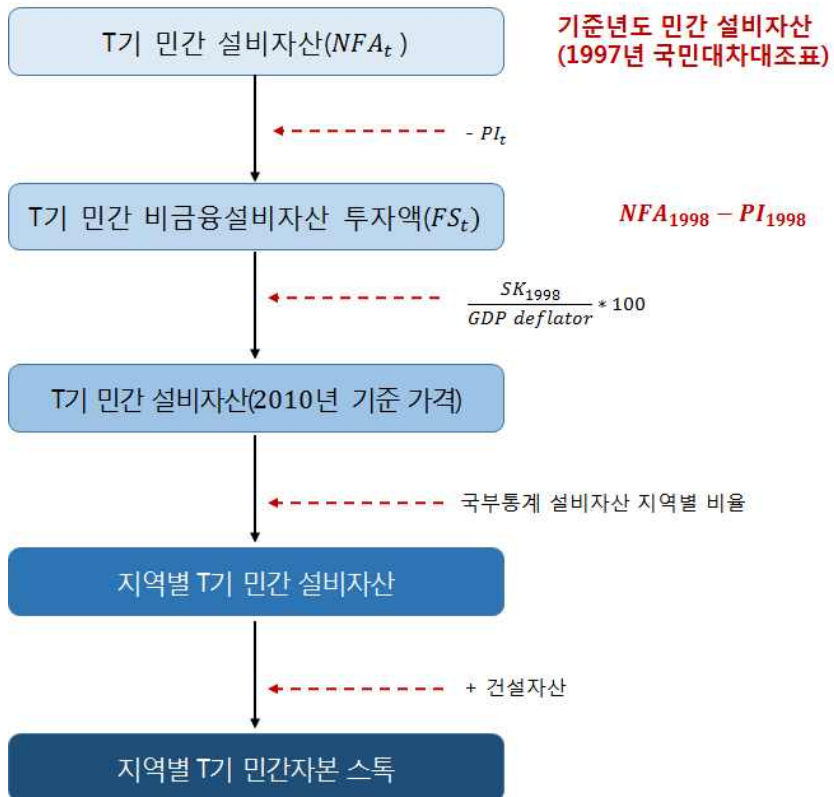 T기 민간 설비자산(NFAₜ)
기준년도 민간 설비자산
(1997년 국민대차대조표)
- PIₜ
T기 민간 비금융설비자산 투자액(FSₜ)
NFA₁₉₉₈ − PI₁₉₉₈
SK₁₉₉₈
GDP deflator * 100
T기 민간 설비자산(2010년 기준 가격)
국부통계 설비자산 지역별 비율
지역별 T기 민간 설비자산
+ 건설자산
지역별 T기 민간자본 스톡